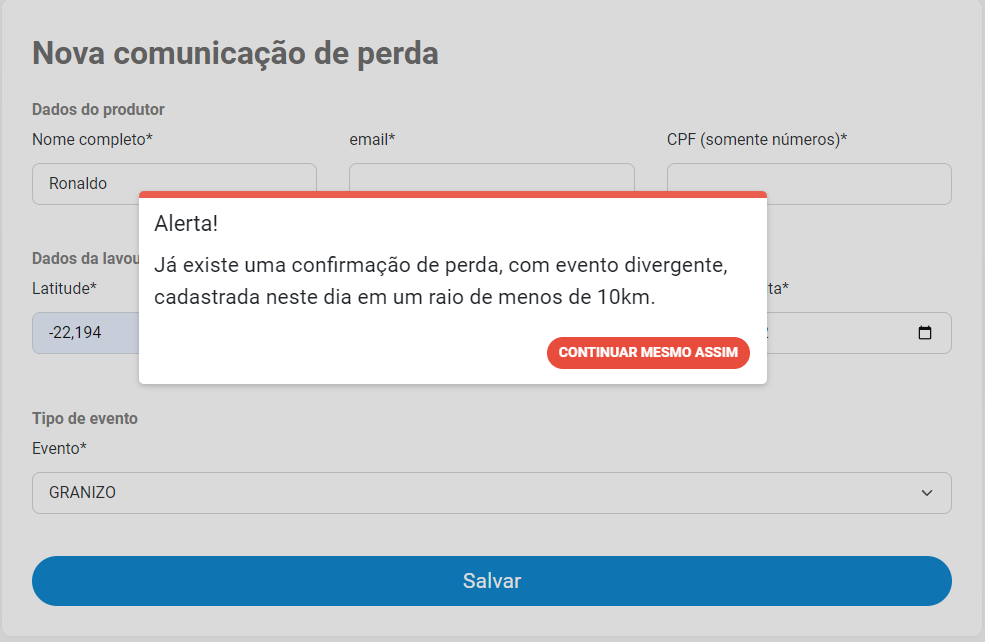 Nova comunicação de perda
Dados do produtor
Nome completo*
email*
CPF (somente números)*
Ronaldo
Alerta!
Já existe uma confirmação de perda, com evento divergente,
cadastrada neste dia em um raio de menos de 10km.
CONTINUAR MESMO ASSIM
Dados da lavou
Latitude*
ta*
-22,194
Tipo de evento
Evento*
GRANIZO
Salvar